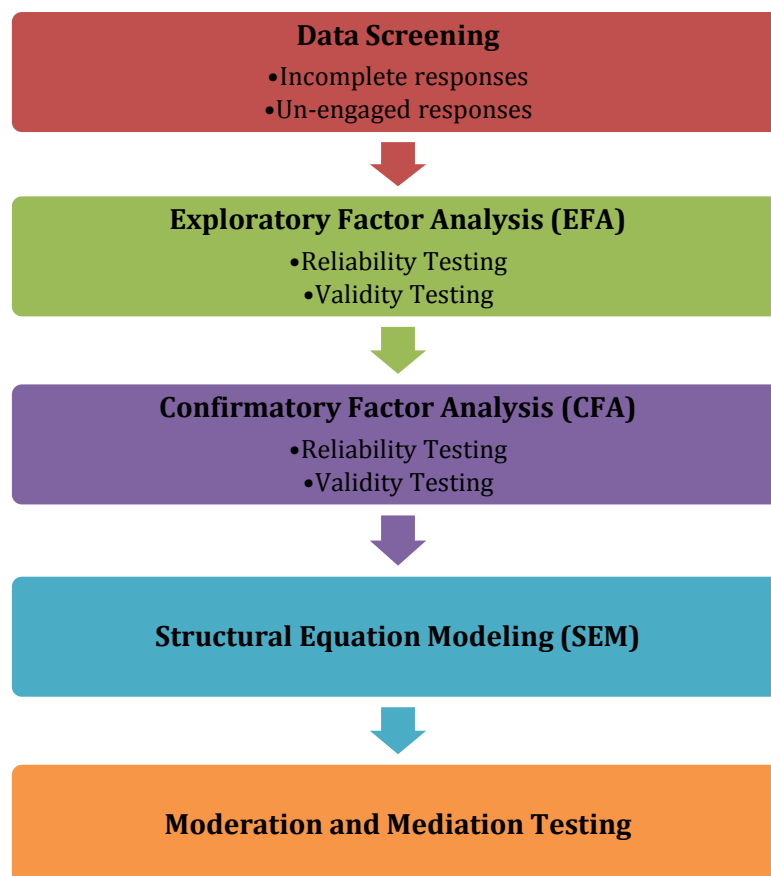 Data Screening
•Incomplete responses
•Un-engaged responses
Exploratory Factor Analysis (EFA)
•Reliability Testing
•Validity Testing
Confirmatory Factor Analysis (CFA)
•Reliability Testing
•Validity Testing
Structural Equation Modeling (SEM)
Moderation and Mediation Testing